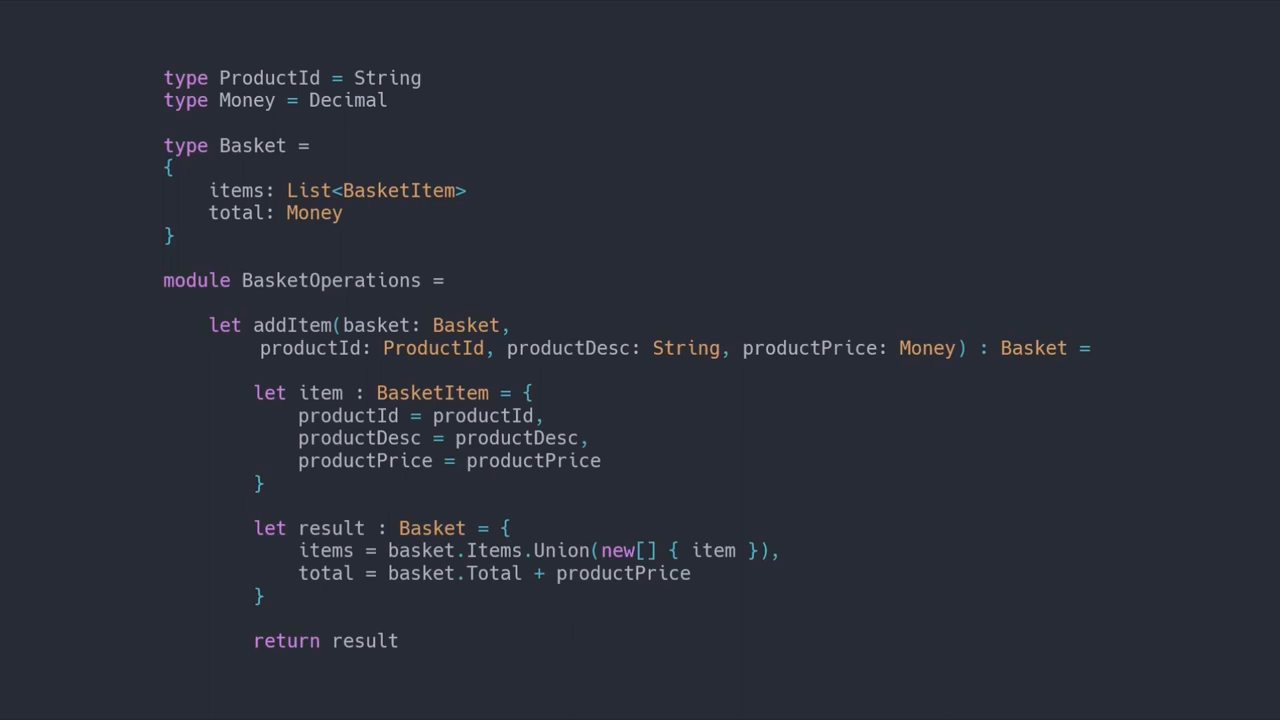 type ProductId = String
type Money = Decimal
type Basket =
{
items: List<BasketItem>
total: Money
}
module BasketOperations =
let addItem(basket: Basket,
productId: ProductId, productDesc: String, productPrice: Money) : Basket =
let item : BasketItem = {
productId = productId,
productDesc = productDesc,
productPrice = productPrice
}
let result : Basket = {
items = basket.Items.Union(new[] { item }),
total = basket.Total + productPrice
}
return result